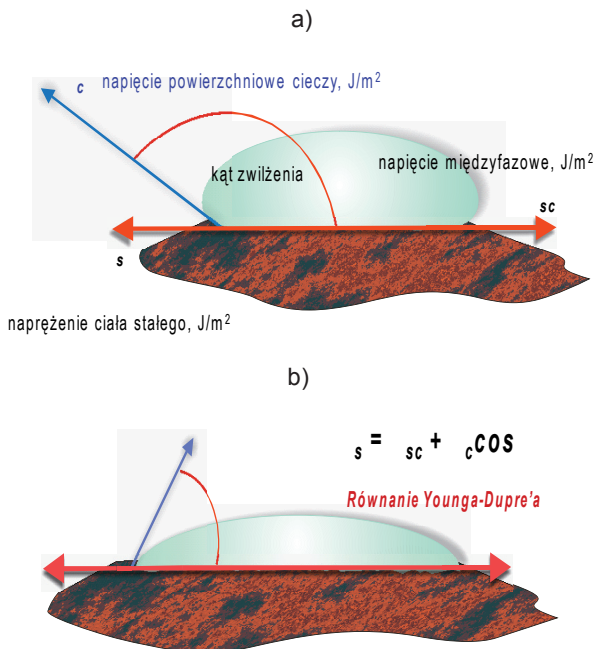 a)
c napięcie powierzchniowe cieczy, J/m²
kąt zwilżenia
napięcie międzyfazowe, J/m²
sc
s
naprężenie ciała stałego, J/m²
b)
s = sc + c cos
Równanie Younga-Dupre'a